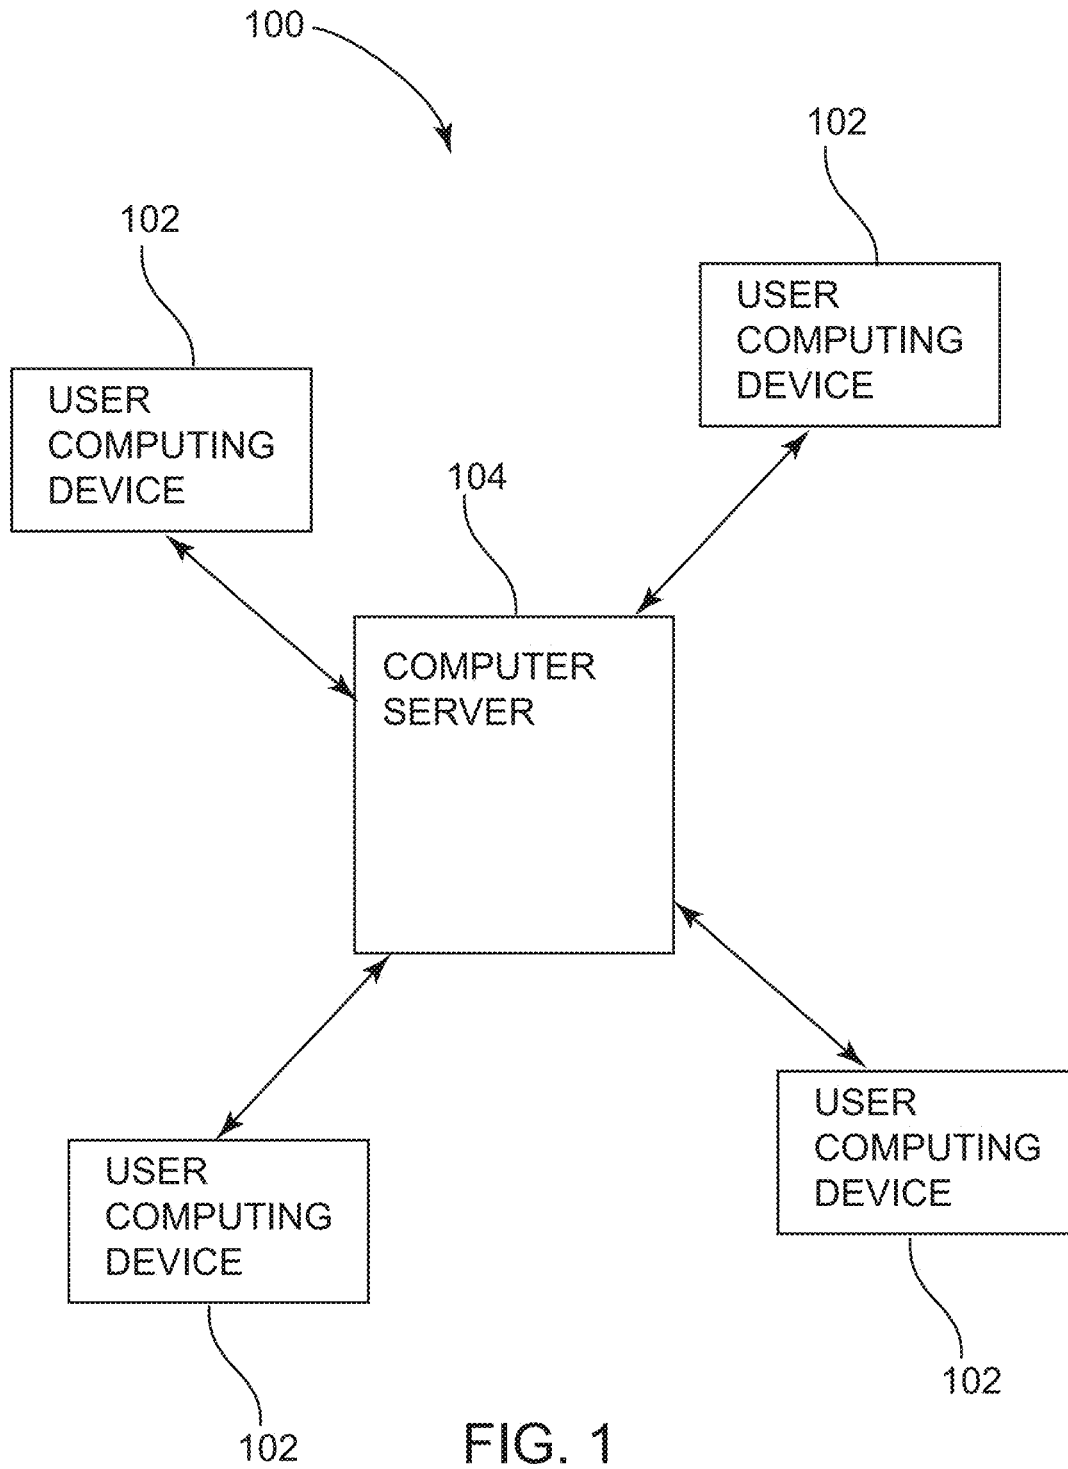 100
102
102
USER
COMPUTING
DEVICE
USER
COMPUTING
DEVICE
104
COMPUTER
SERVER
USER
COMPUTING
DEVICE
USER
COMPUTING
DEVICE
102
102
FIG. 1